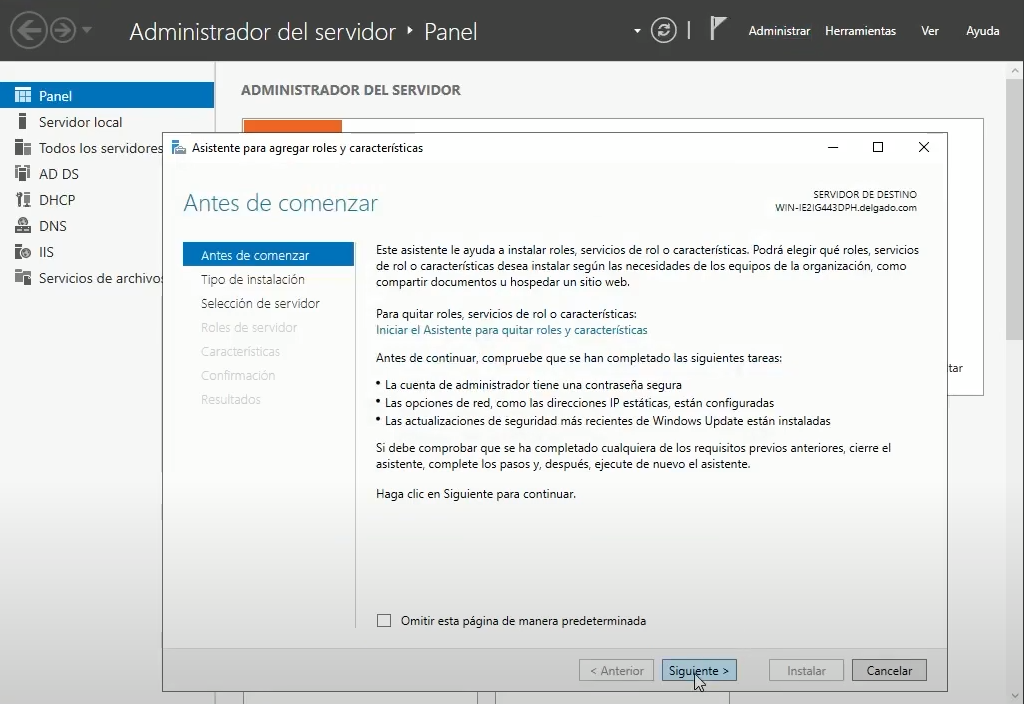 Administrador del servidor ‣ Panel
Administrar Herramientas Ver Ayuda
Panel
Servidor local
Todos los servidores
AD DS
DHCP
DNS
IIS
Servicios de archivos
ADMINISTRADOR DEL SERVIDOR
Asistente para agregar roles y características
Antes de comenzar
SERVIDOR DE DESTINO
WIN-IE2IG443DPH.delgado.com
Antes de comenzar
Tipo de instalación
Selección de servidor
Roles de servidor
Características
Confirmación
Resultados
Este asistente le ayuda a instalar roles, servicios de rol o características. Podrá elegir qué roles, servicios
de rol o características desea instalar según las necesidades de los equipos de la organización, como
compartir documentos u hospedar un sitio web.
Para quitar roles, servicios de rol o características:
Iniciar el Asistente para quitar roles y características
Antes de continuar, compruebe que se han completado las siguientes tareas:
• La cuenta de administrador tiene una contraseña segura
• Las opciones de red, como las direcciones IP estáticas, están configuradas
• Las actualizaciones de seguridad más recientes de Windows Update están instaladas
Si debe comprobar que se ha completado cualquiera de los requisitos previos anteriores, cierre el
asistente, complete los pasos y, después, ejecute de nuevo el asistente.
Haga clic en Siguiente para continuar.
tar
Omitir esta página de manera predeterminada
< Anterior Siguiente > Instalar Cancelar